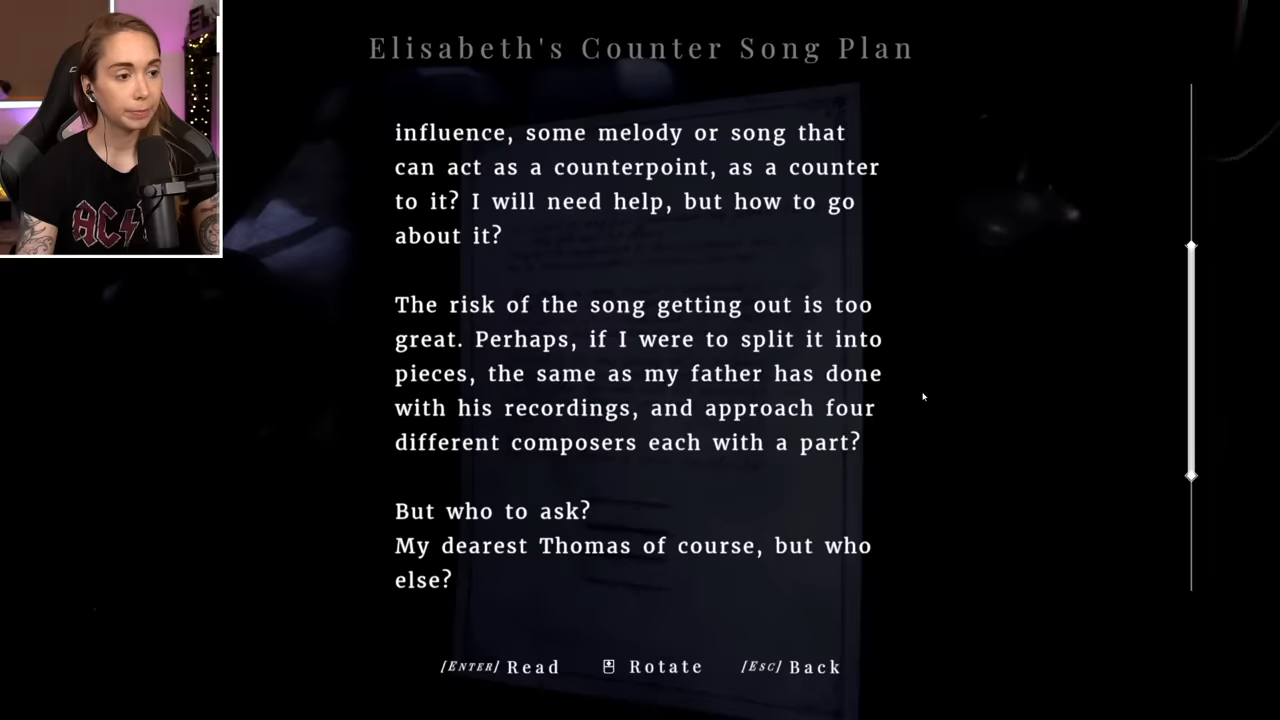 Elisabeth's Counter Song Plan
influence, some melody or song that
can act as a counterpoint, as a counter
to it? I will need help, but how to go
about it?
The risk of the song getting out is too
great. Perhaps, if I were to split it into
pieces, the same as my father has done
with his recordings, and approach four
different composers each with a part?
But who to ask?
My dearest Thomas of course, but who
else?
[ENTER] Read Rotate [ESC] Back